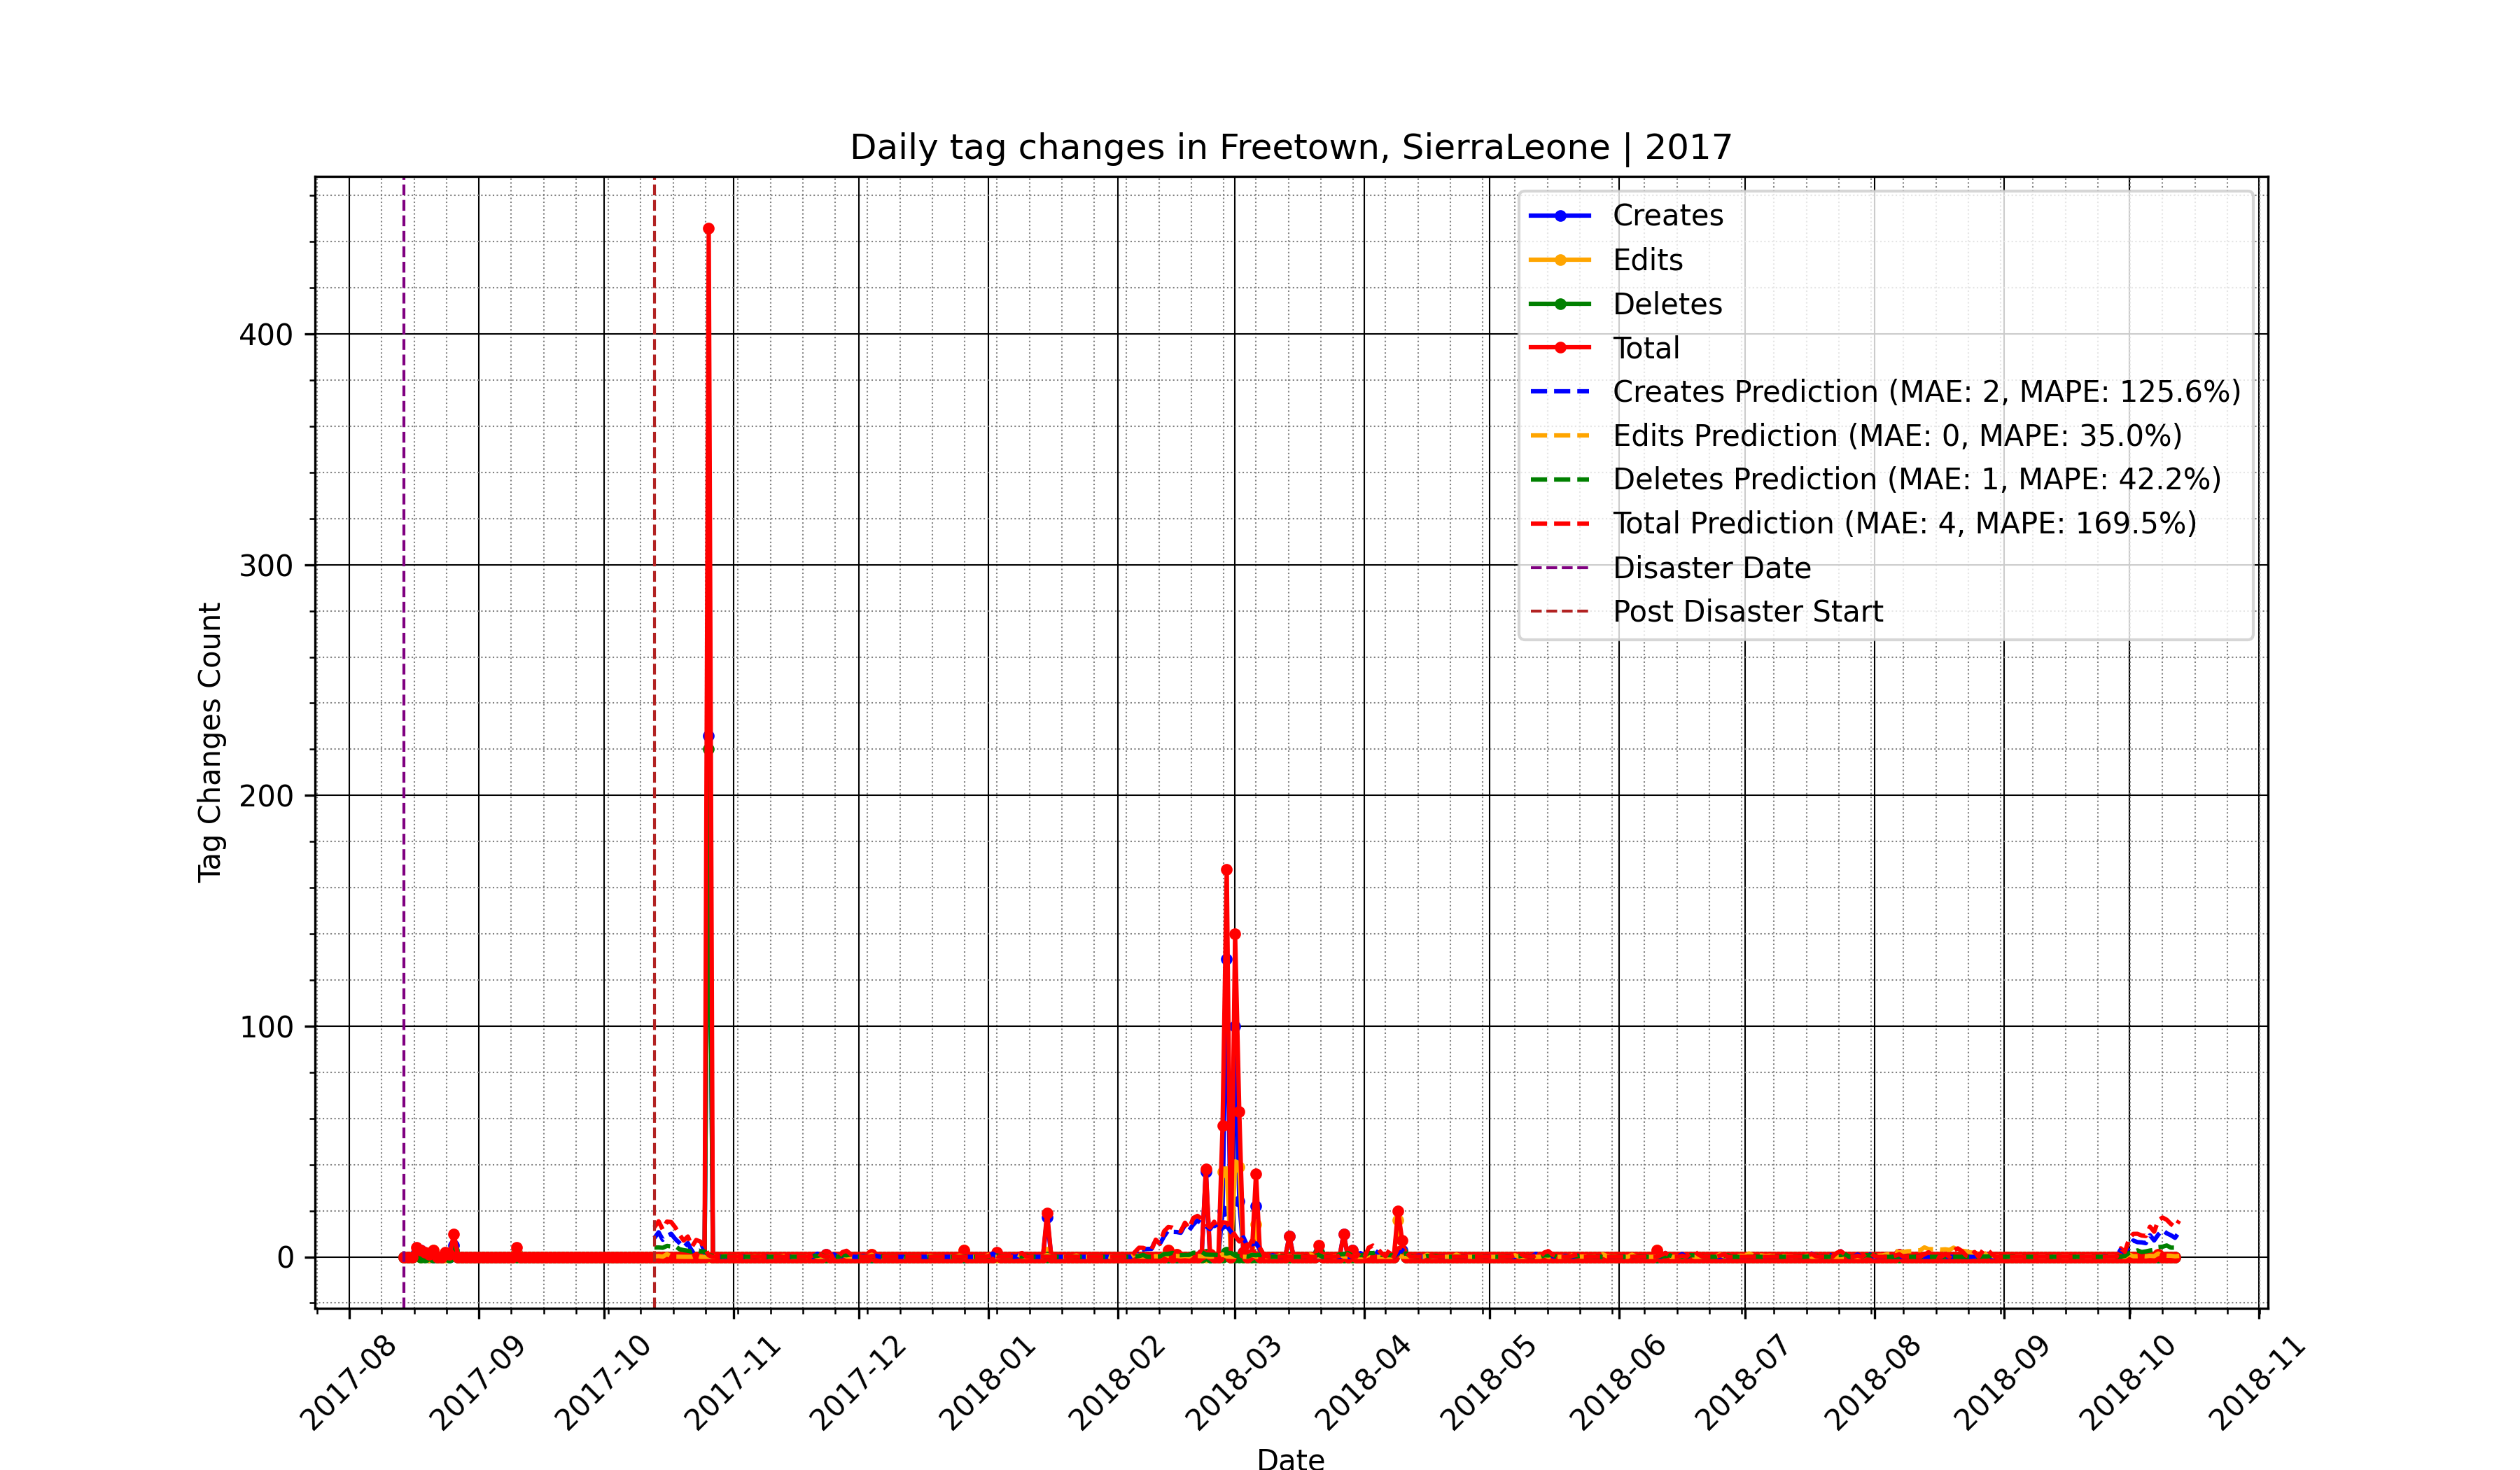 Daily tag changes in Freetown, SierraLeone | 2017
Creates
Edits
Deletes
Total
Creates Prediction (MAE: 2, MAPE: 125.6%)
Edits Prediction (MAE: 0, MAPE: 35.0%)
Deletes Prediction (MAE: 1, MAPE: 42.2%)
Total Prediction (MAE: 4, MAPE: 169.5%)
Disaster Date
Post Disaster Start
Tag Changes Count
400
300
200
100
0
2017-08
2017-09
2017-10
2017-11
2017-12
2018-01
2018-02
2018-03
2018-04
2018-05
2018-06
2018-07
2018-08
2018-09
2018-10
2018-11
Date